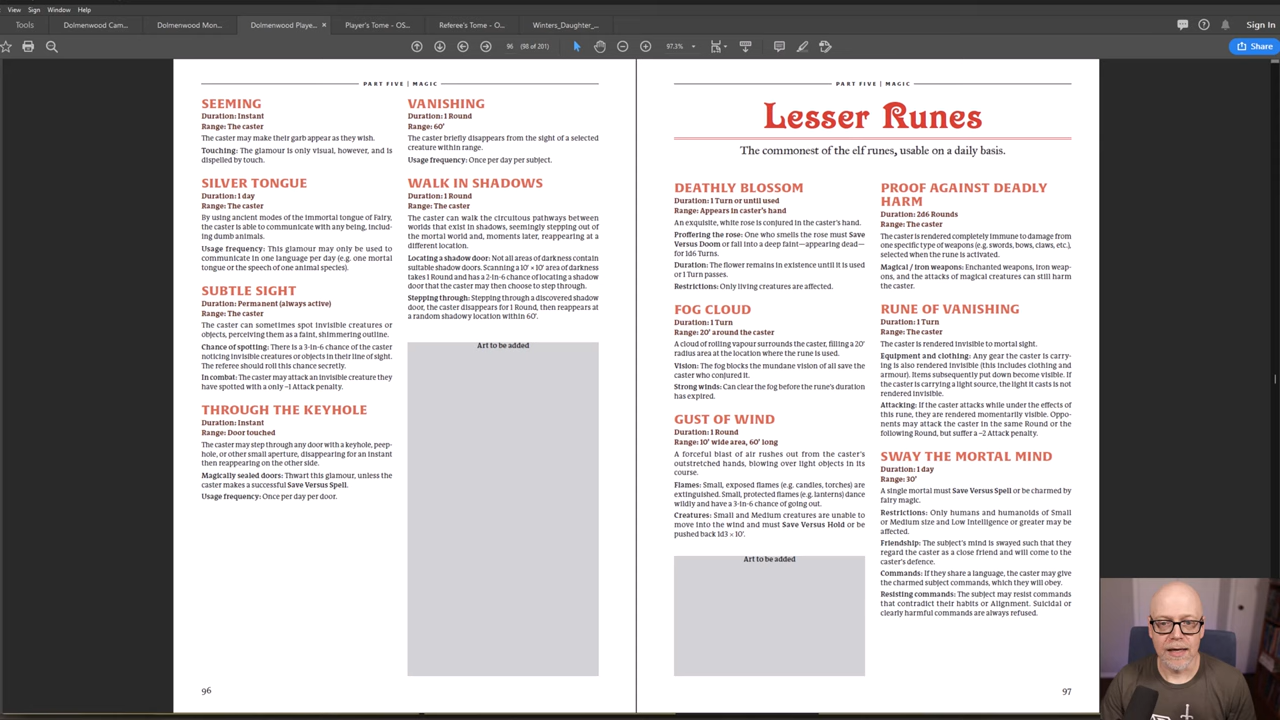 View Sign Window Help
Tools Dolmenwood Cam... Dolmenwood Mon... Dolmenwood Playe... × Player's Tome - OS... Referee's Tome - O... Winters_Daughter_... Sign In
96 (98 of 201) 97.3% Share
PART FIVE | MAGIC
SEEMING
Duration: Instant
Range: The caster
The caster may make their garb appear as they wish.
Touching: The glamour is only visual, however, and is
dispelled by touch.
SILVER TONGUE
Duration: 1 day
Range: The caster
By using ancient modes of the immortal tongue of Fairy,
the caster is able to communicate with any being, includ-
ing dumb animals.
Usage frequency: This glamour may only be used to
communicate in one language per day (e.g. one mortal
tongue or the speech of one animal species).
SUBTLE SIGHT
Duration: Permanent (always active)
Range: The caster
The caster can sometimes spot invisible creatures or
objects, perceiving them as a faint, shimmering outline.
Chance of spotting: There is a 3-in-6 chance of the caster
noticing invisible creatures or objects in their line of sight.
The referee should roll this chance secretly.
In combat: The caster may attack an invisible creature they
have spotted with a only −1 Attack penalty.
THROUGH THE KEYHOLE
Duration: Instant
Range: Door touched
The caster may step through any door with a keyhole, peep-
hole, or other small aperture, disappearing for an instant
then reappearing on the other side.
Magically sealed doors: Thwart this glamour, unless the
caster makes a successful Save Versus Spell.
Usage frequency: Once per day per door.
VANISHING
Duration: 1 Round
Range: 60'
The caster briefly disappears from the sight of a selected
creature within range.
Usage frequency: Once per day per subject.
WALK IN SHADOWS
Duration: 1 Round
Range: The caster
The caster can walk the circuitous pathways between
worlds that exist in shadows, seemingly stepping out of
the mortal world and, moments later, reappearing at a
different location.
Locating a shadow door: Not all areas of darkness contain
suitable shadow doors. Scanning a 10' × 10' area of darkness
takes 1 Round and has a 2-in-6 chance of locating a shadow
door that the caster may then choose to step through.
Stepping through: Stepping through a discovered shadow
door, the caster disappears for 1 Round, then reappears at
a random shadowy location within 60'.
Art to be added
96
PART FIVE | MAGIC
Lesser Runes
The commonest of the elf runes, usable on a daily basis.
DEATHLY BLOSSOM
Duration: 1 Turn or until used
Range: Appears in caster's hand
An exquisite, white rose is conjured in the caster's hand.
Proffering the rose: One who smells the rose must Save
Versus Doom or fall into a deep faint—appearing dead—
for 1d6 Turns.
Duration: The flower remains in existence until it is used
or 1 Turn passes.
Restrictions: Only living creatures are affected.
FOG CLOUD
Duration: 1 Turn
Range: 20' around the caster
A cloud of rolling vapour surrounds the caster, filling a 20'
radius area at the location where the rune is used.
Vision: The fog blocks the mundane vision of all save the
caster who conjured it.
Strong winds: Can clear the fog before the rune's duration
has expired.
GUST OF WIND
Duration: 1 Round
Range: 10' wide area, 60' long
A forceful blast of air rushes out from the caster's
outstretched hands, blowing over light objects in its
course.
Flames: Small, exposed flames (e.g. candles, torches) are
extinguished. Small, protected flames (e.g. lanterns) dance
wildly and have a 3-in-6 chance of going out.
Creatures: Small and Medium creatures are unable to
move into the wind and must Save Versus Hold or be
pushed back 1d3 × 10'.
Art to be added
PROOF AGAINST DEADLY
HARM
Duration: 2d6 Rounds
Range: The caster
The caster is rendered completely immune to damage from
one specific type of weapons (e.g. swords, bows, claws, etc.),
selected when the rune is activated.
Magical / iron weapons: Enchanted weapons, iron weap-
ons, and the attacks of magical creatures can still harm
the caster.
RUNE OF VANISHING
Duration: 1 Turn
Range: The caster
The caster is rendered invisible to mortal sight.
Equipment and clothing: Any gear the caster is carry-
ing is also rendered invisible (this includes clothing and
armour). Items subsequently put down become visible. If
the caster is carrying a light source, the light it casts is not
rendered invisible.
Attacking: If the caster attacks while under the effects of
this rune, they are rendered momentarily visible. Oppo-
nents may attack the caster in the same Round or the
following Round, but suffer a −2 Attack penalty.
SWAY THE MORTAL MIND
Duration: 1 day
Range: 30'
A single mortal must Save Versus Spell or be charmed by
fairy magic.
Restrictions: Only humans and humanoids of Small
or Medium size and Low Intelligence or greater may be
affected.
Friendship: The subject's mind is swayed such that they
regard the caster as a close friend and will come to the
caster's defence.
Commands: If they share a language, the caster may give
the charmed subject commands, which they will obey.
Resisting commands: The subject may resist commands
that contradict their habits or Alignment. Suicidal or
clearly harmful commands are always refused.
97